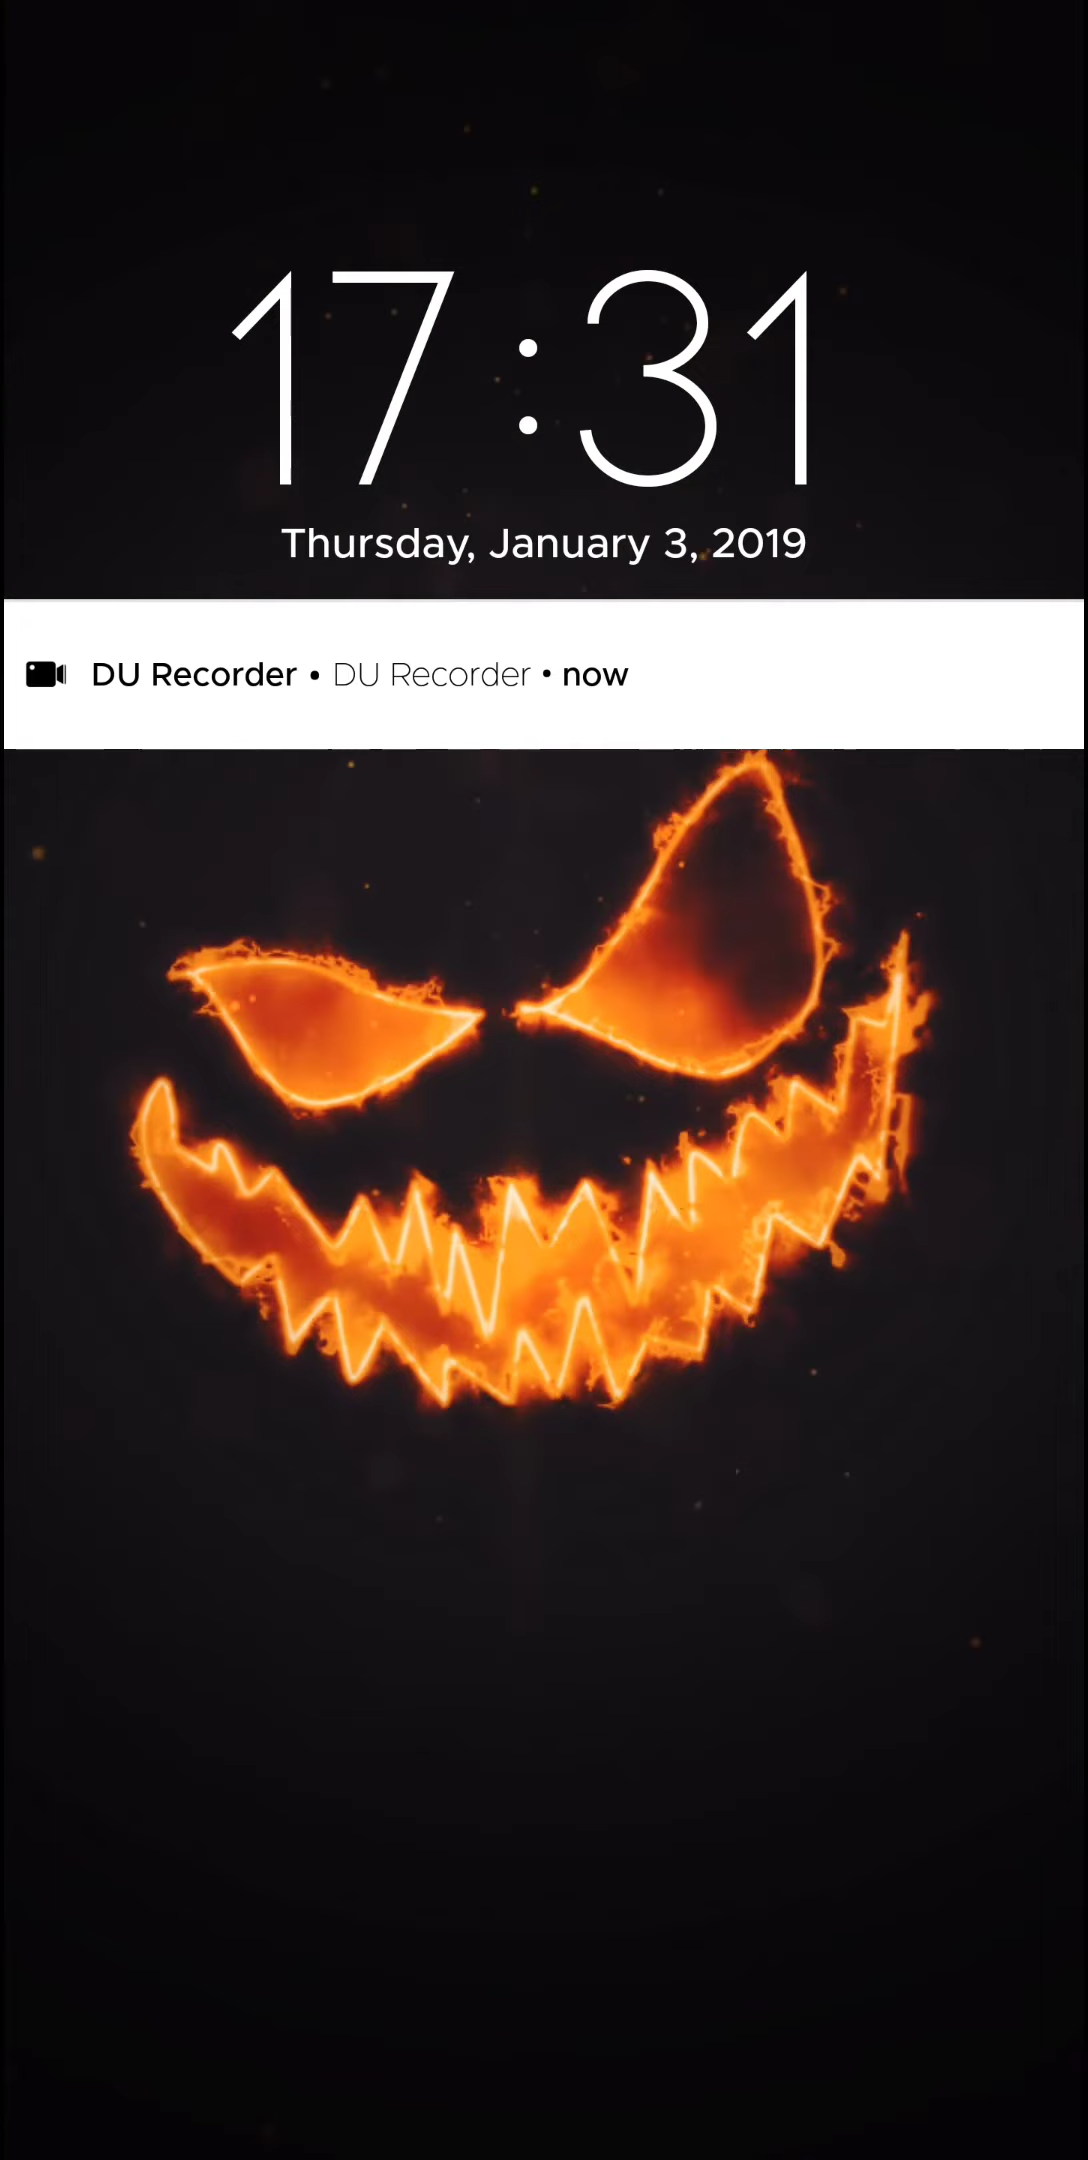 17:31
Thursday, January 3, 2019
DU Recorder • DU Recorder • now